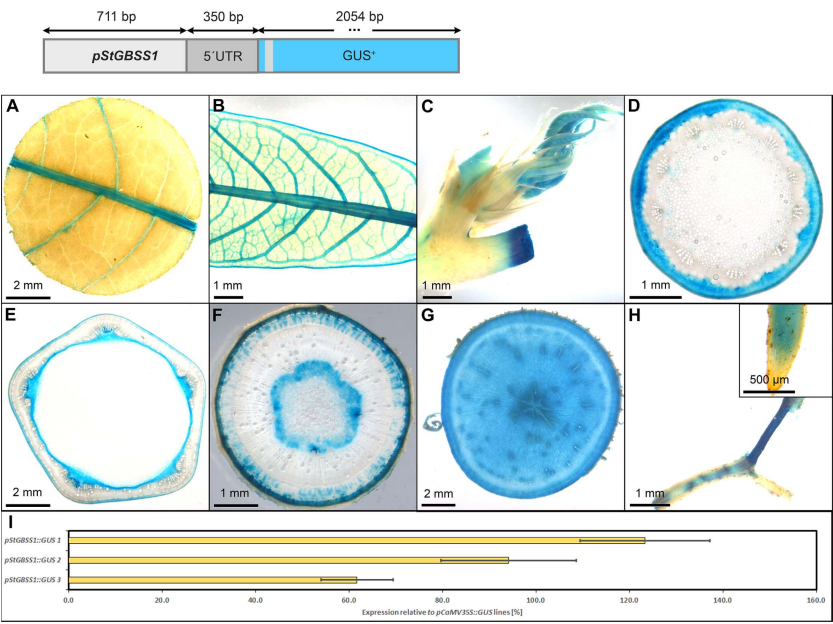 711 bp 350 bp 2054 bp
...
pStGBSS1 5´UTR GUS⁺
A B C D
2 mm 1 mm 1 mm 1 mm
E F G H
500 µm
2 mm 1 mm 2 mm 1 mm
I
pStGBSS1::GUS 1
pStGBSS1::GUS 2
pStGBSS1::GUS 3
0.0 20.0 40.0 60.0 80.0 100.0 120.0 140.0 160.0
Expression relative to pCaMV35S::GUS lines [%]